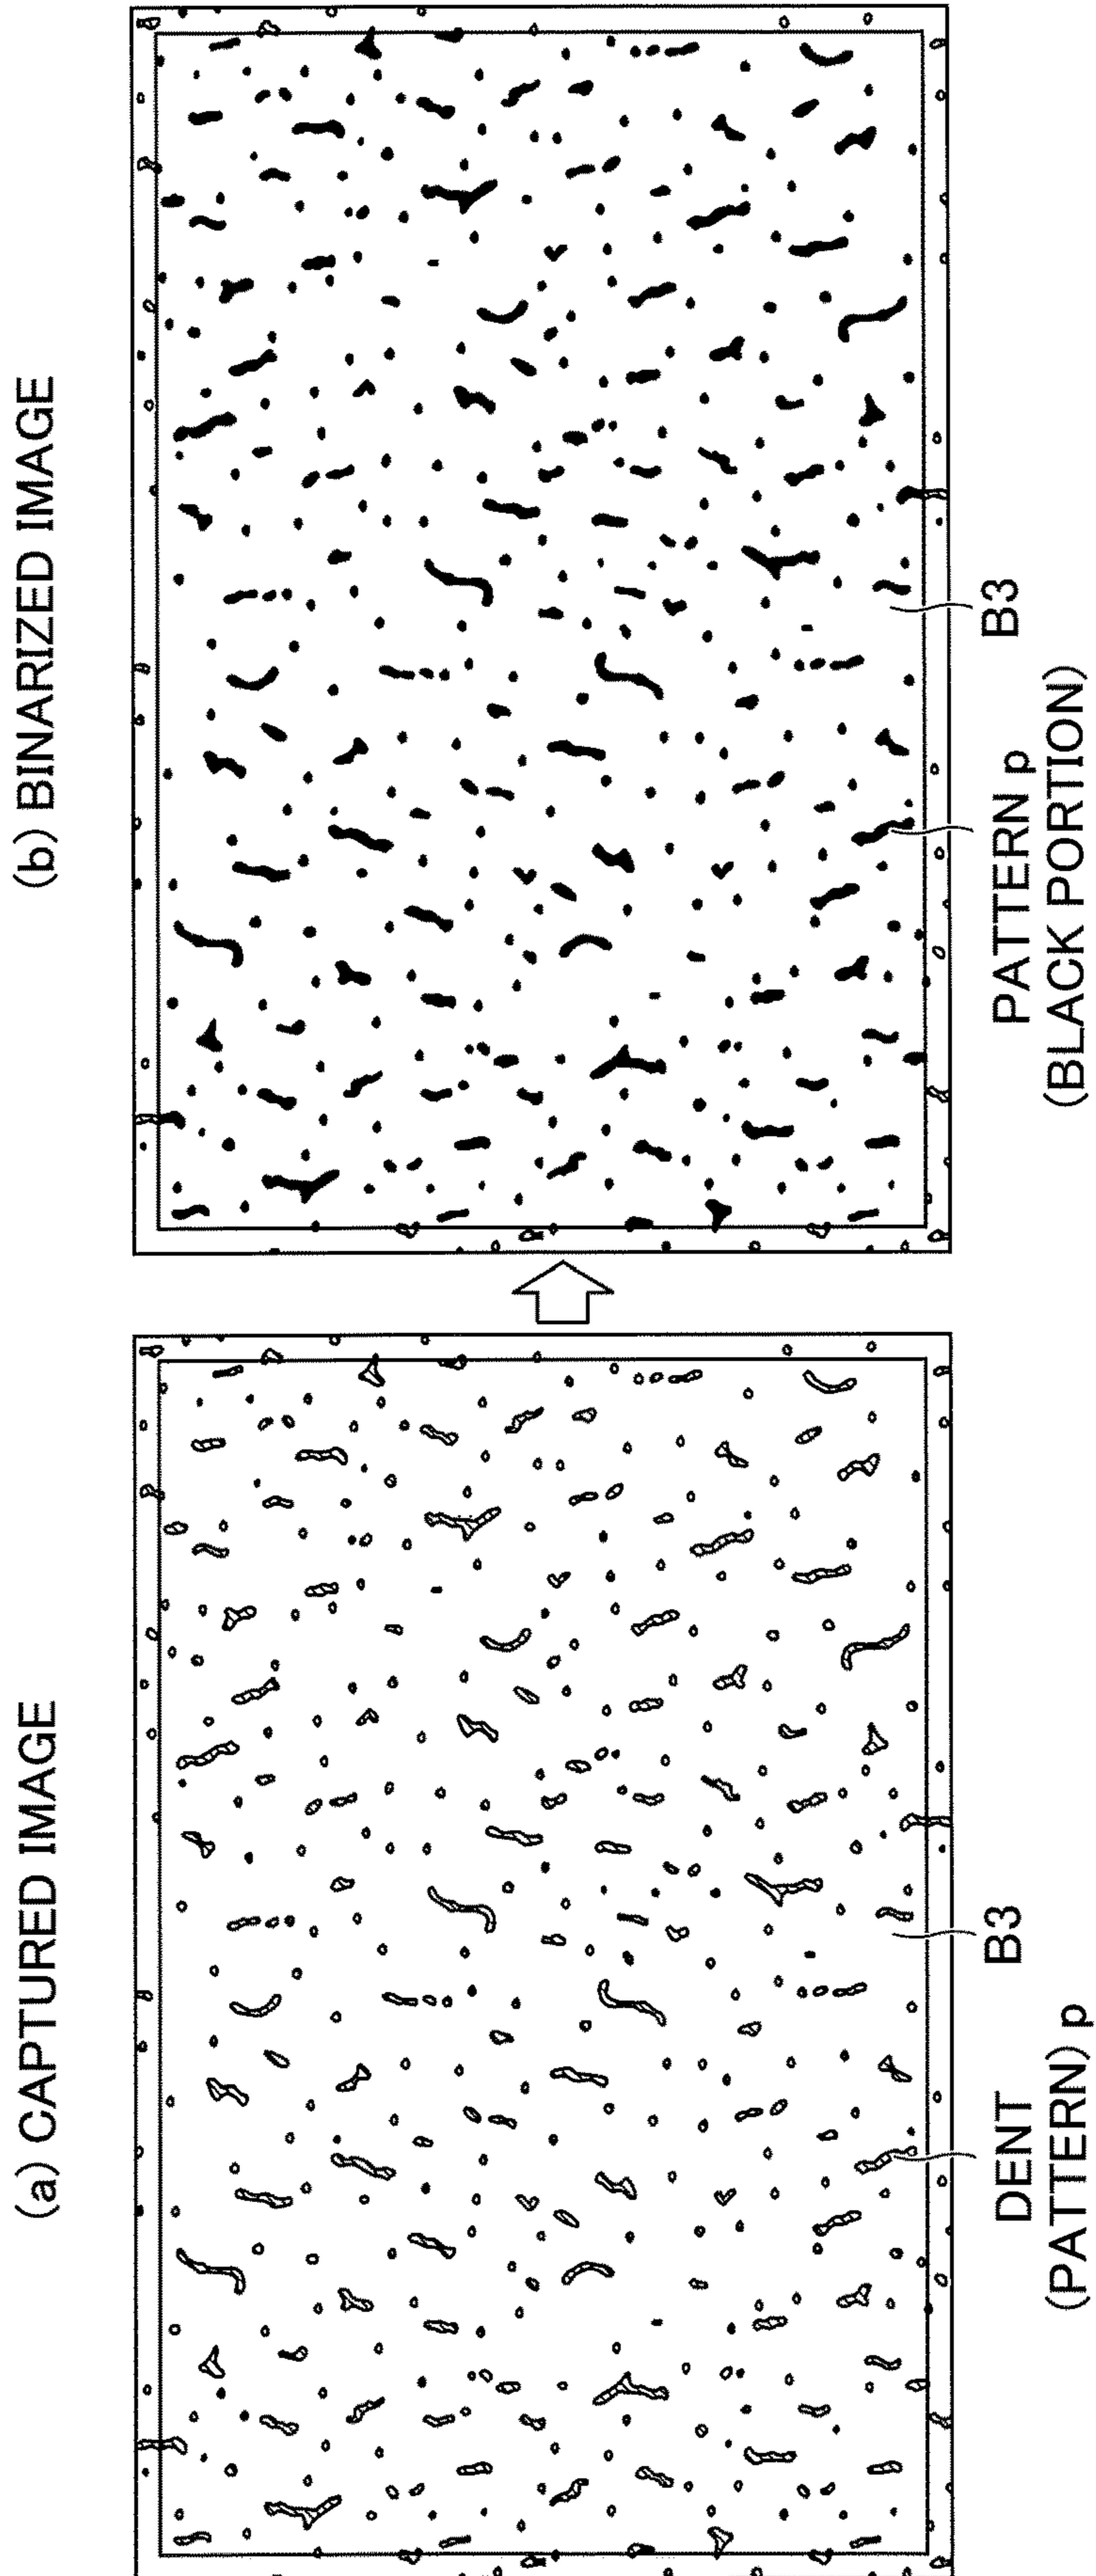 (a) CAPTURED IMAGE
DENT
(PATTERN) p
B3
(b) BINARIZED IMAGE
PATTERN p
(BLACK PORTION)
B3